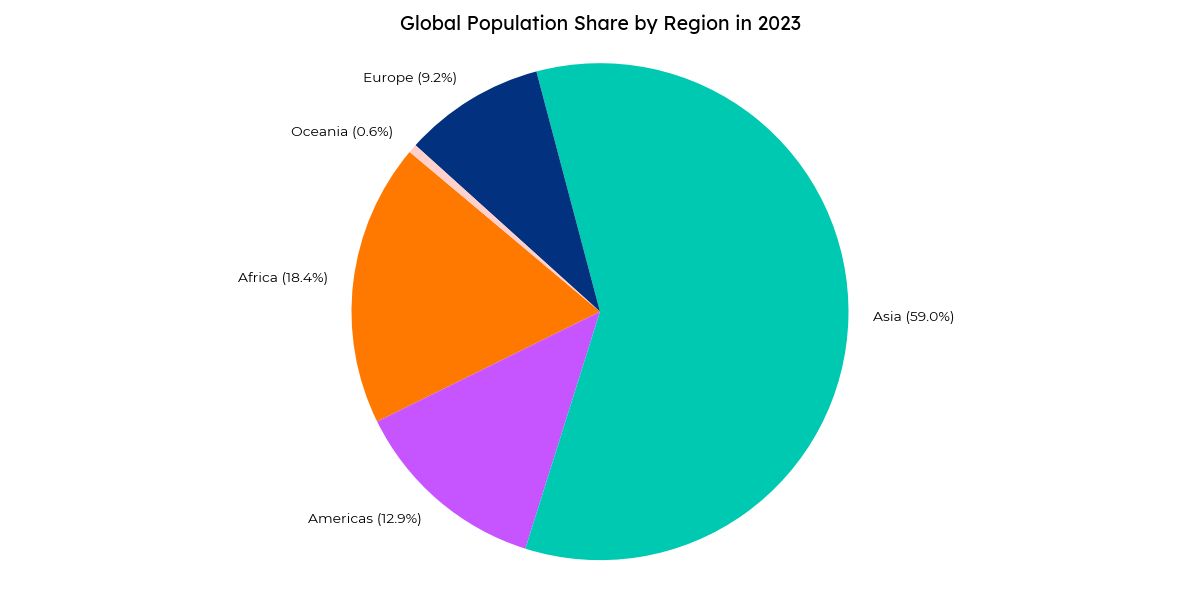 Global Population Share by Region in 2023
Europe (9.2%)
Oceania (0.6%)
Africa (18.4%)
Asia (59.0%)
Americas (12.9%)